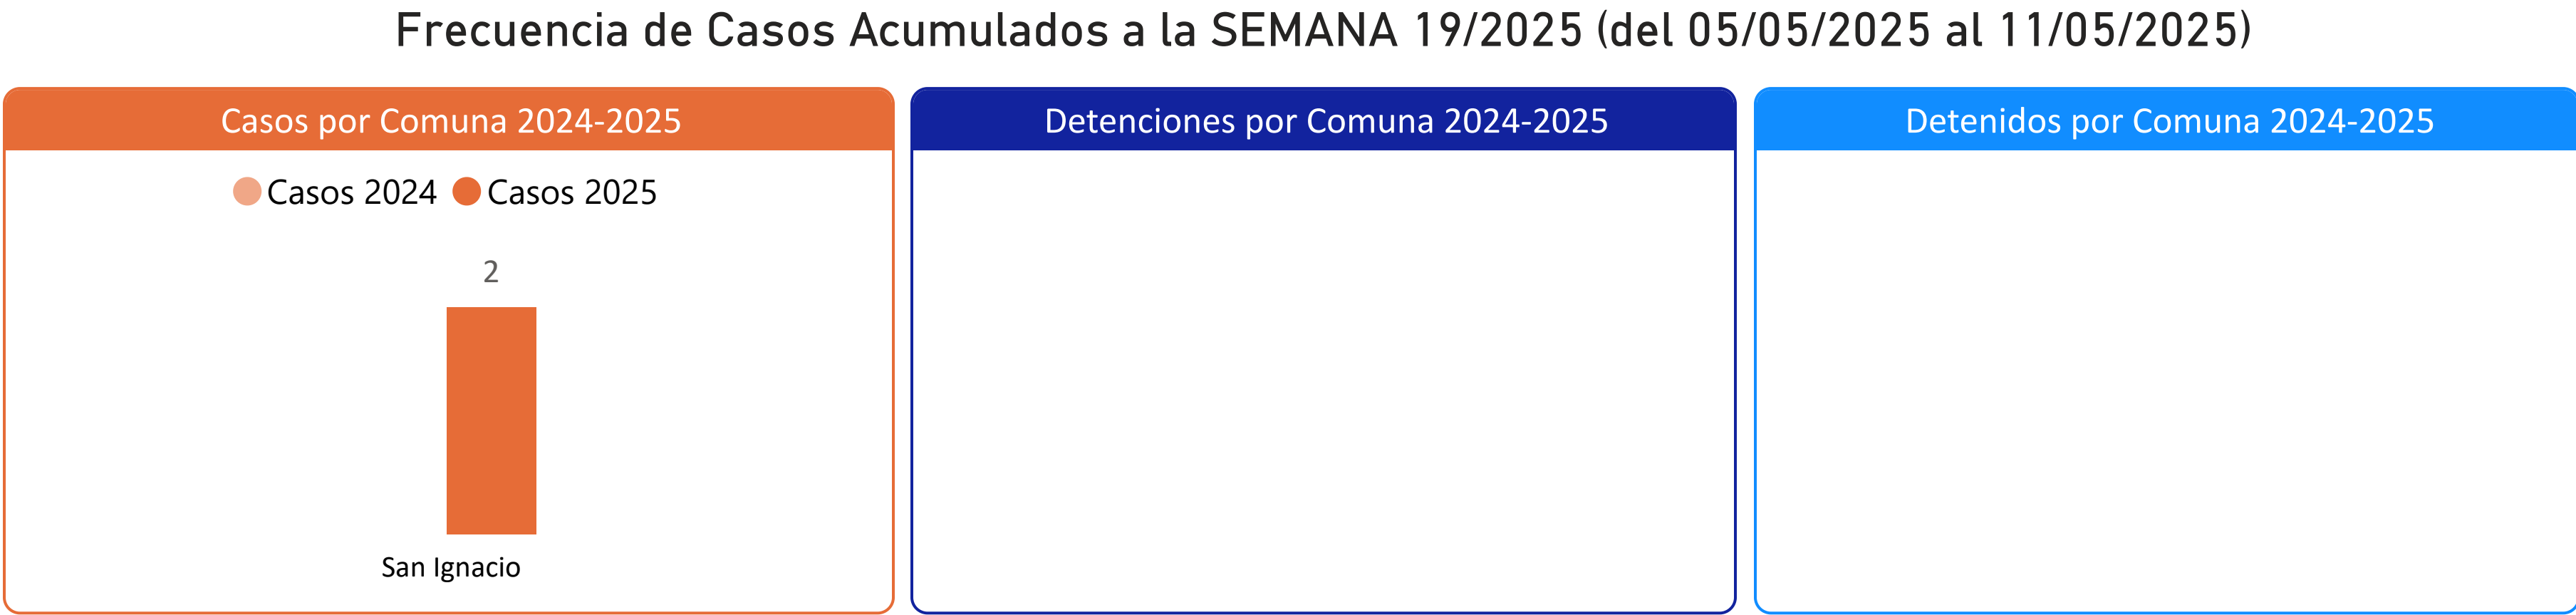 Frecuencia de Casos Acumulados a la SEMANA 19/2025 (del 05/05/2025 al 11/05/2025)
Casos por Comuna 2024-2025
Casos 2024 Casos 2025
2
San Ignacio
Detenciones por Comuna 2024-2025
Detenidos por Comuna 2024-2025